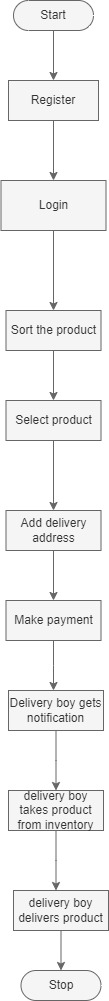 Start
Register
Login
Sort the product
Select product
Add delivery
address
Make payment
Delivery boy gets
notification
delivery boy
takes product
from inventory
delivery boy
delivers product
Stop